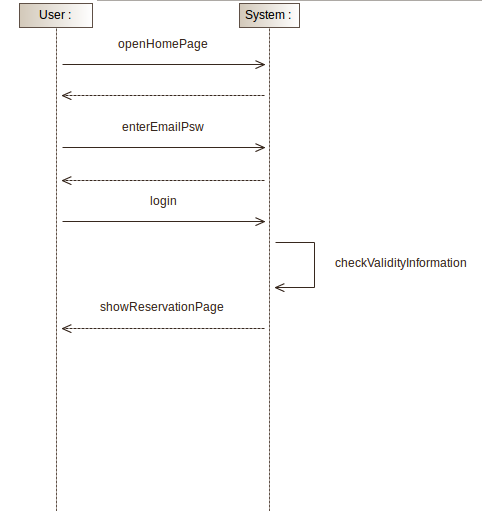 User :
System :
openHomePage
enterEmailPsw
login
checkValidityInformation
showReservationPage